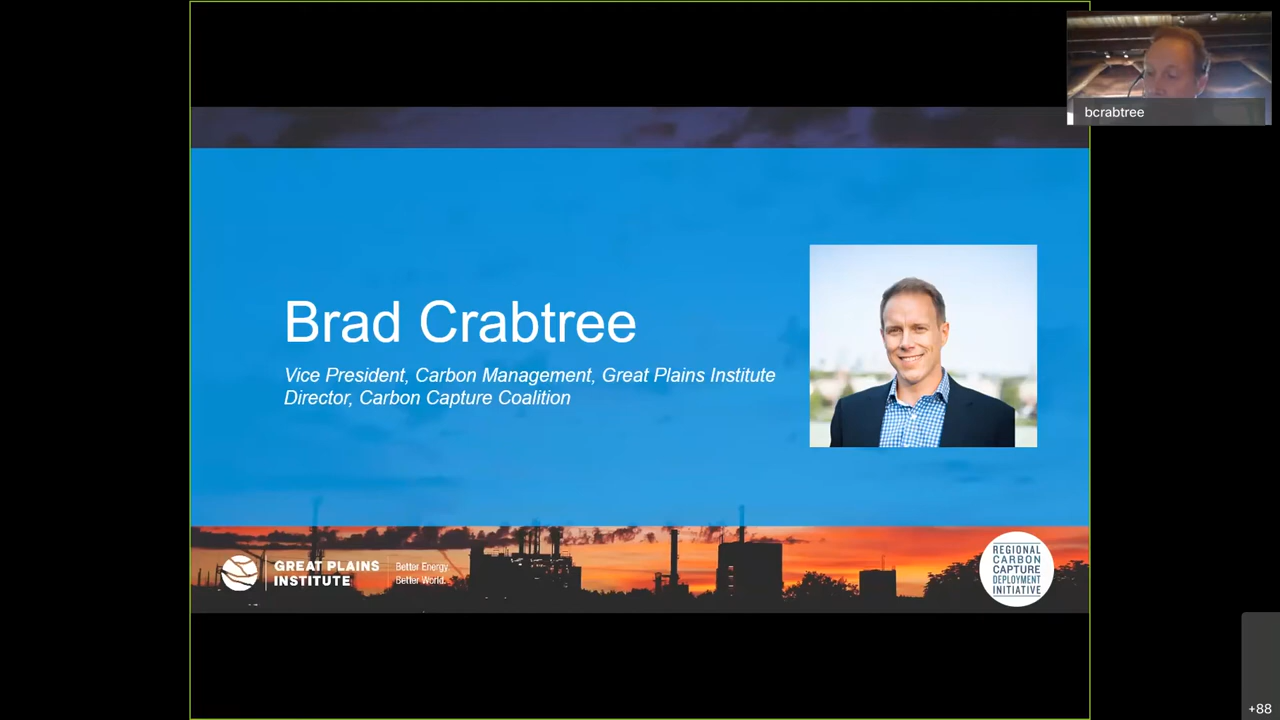 bcrabtree
Brad Crabtree
Vice President, Carbon Management, Great Plains Institute
Director, Carbon Capture Coalition
GREAT PLAINS
INSTITUTE
Better Energy.
Better World.
REGIONAL
CARBON
CAPTURE
DEPLOYMENT
INITIATIVE
+88